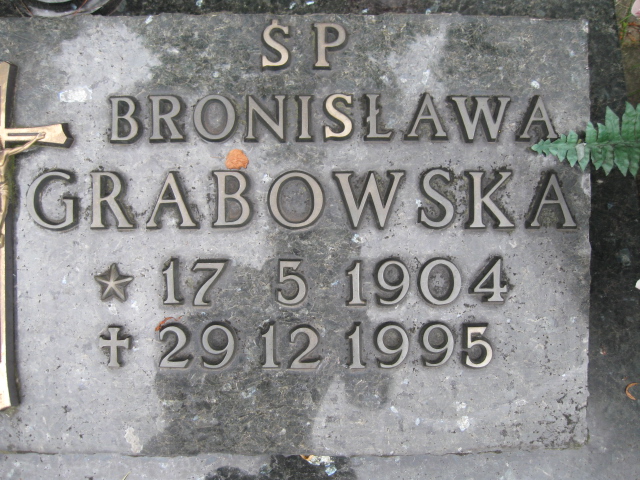 ŚP
BRONISŁAWA
GRABOWSKA
17 5 1904
29 12 1995